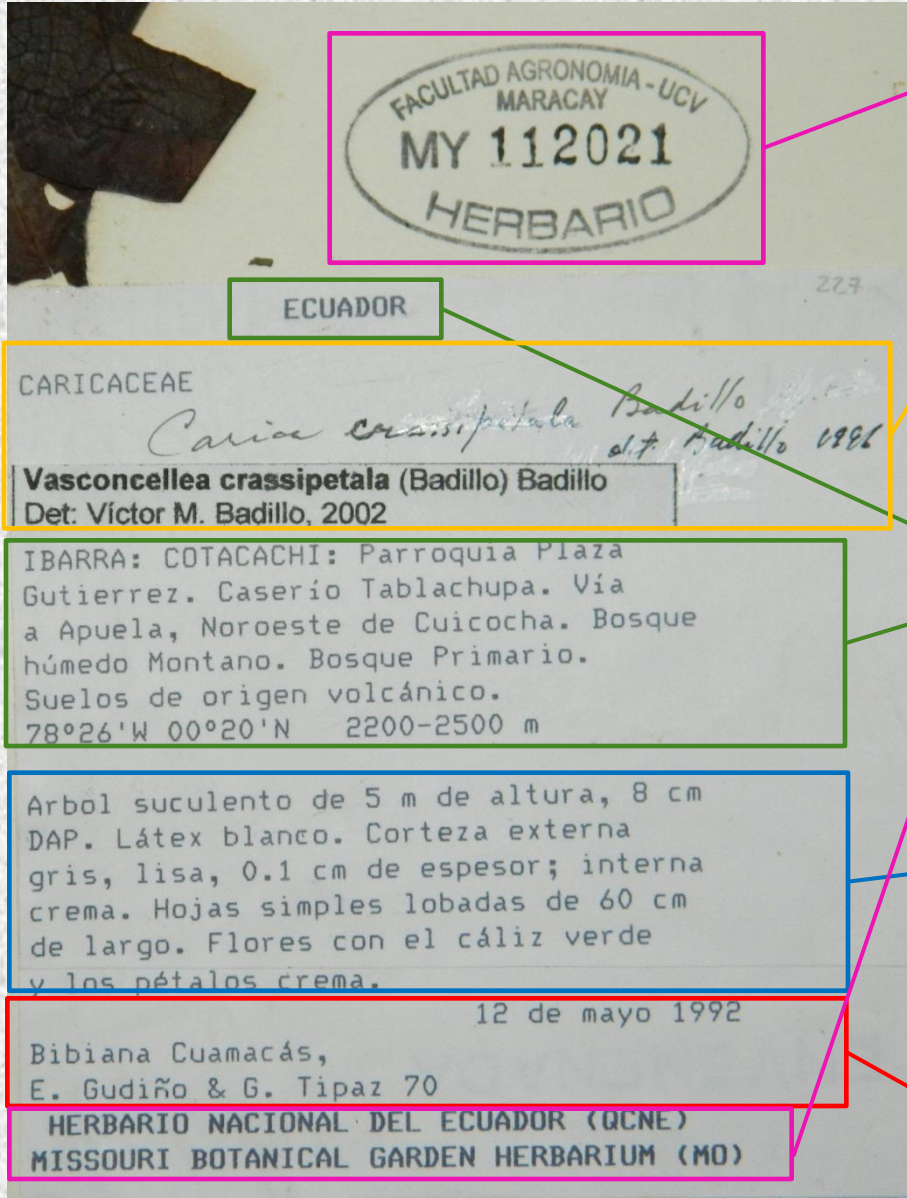 FACULTAD AGRONOMIA - UCV
MARACAY
MY 112021
HERBARIO
227
ECUADOR
CARICACEAE
Carica crassipetala Badillo
det. Badillo 1986
Vasconcellea crassipetala (Badillo) Badillo
Det: Víctor M. Badillo, 2002
IBARRA: COTACACHI: Parroquia Plaza
Gutierrez. Caserío Tablachupa. Vía
a Apuela, Noroeste de Cuicocha. Bosque
húmedo Montano. Bosque Primario.
Suelos de origen volcánico.
78°26'W 00°20'N 2200-2500 m
Arbol suculento de 5 m de altura, 8 cm
DAP. Látex blanco. Corteza externa
gris, lisa, 0.1 cm de espesor; interna
crema. Hojas simples lobadas de 60 cm
de largo. Flores con el cáliz verde
y los pétalos crema.
12 de mayo 1992
Bibiana Cuamacás,
E. Gudiño & G. Tipaz 70
HERBARIO NACIONAL DEL ECUADOR (QCNE)
MISSOURI BOTANICAL GARDEN HERBARIUM (MO)